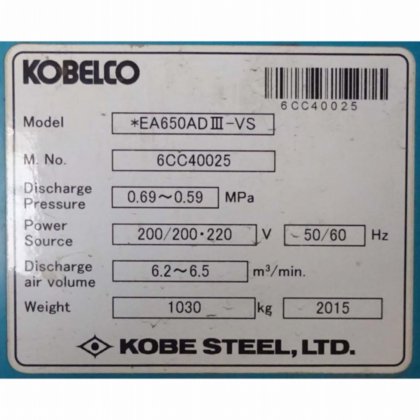 KOBELCO
6CC40025
Model *EA650ADⅢ-VS
M. No. 6CC40025
Discharge
Pressure 0.69～0.59 MPa
Power
Source 200/200・220 V 50/60 Hz
Discharge
air volume 6.2～6.5 m³/min.
Weight 1030 kg 2015
KOBE STEEL, LTD.